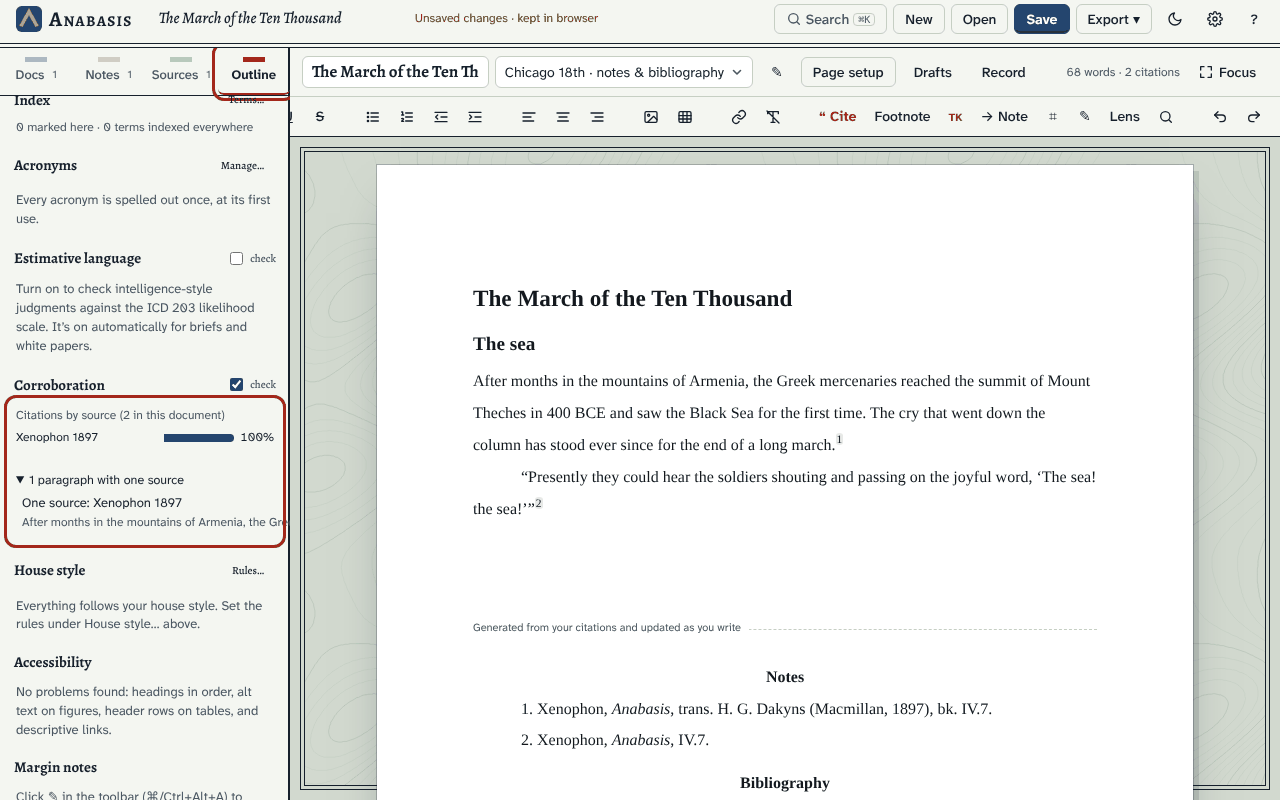 ANABASIS
The March of the Ten Thousand
Unsaved changes · kept in browser
Search ⌘K
New
Open
Save
Export ▾
?
Docs 1
Notes 1
Sources 1
Outline
The March of the Ten Th
Chicago 18th · notes & bibliography
✎
Page setup
Drafts
Record
68 words · 2 citations
Focus
S
❝ Cite
Footnote
TK
→ Note
⌗
✎
Lens
Index
Terms...
0 marked here · 0 terms indexed everywhere
Acronyms
Manage...
Every acronym is spelled out once, at its first
use.
Estimative language
check
Turn on to check intelligence-style
judgments against the ICD 203 likelihood
scale. It's on automatically for briefs and
white papers.
Corroboration
check
Citations by source (2 in this document)
Xenophon 1897
100%
▼ 1 paragraph with one source
One source: Xenophon 1897
After months in the mountains of Armenia, the Gre
House style
Rules...
Everything follows your house style. Set the
rules under House style... above.
Accessibility
No problems found: headings in order, alt
text on figures, header rows on tables, and
descriptive links.
Margin notes
Click ✎ in the toolbar (⌘/Ctrl+Alt+A) to
The March of the Ten Thousand
The sea
After months in the mountains of Armenia, the Greek mercenaries reached the summit of Mount
Theches in 400 BCE and saw the Black Sea for the first time. The cry that went down the
column has stood ever since for the end of a long march.1
“Presently they could hear the soldiers shouting and passing on the joyful word, ‘The sea!
the sea!’”2
Generated from your citations and updated as you write
Notes
1. Xenophon, Anabasis, trans. H. G. Dakyns (Macmillan, 1897), bk. IV.7.
2. Xenophon, Anabasis, IV.7.
Bibliography